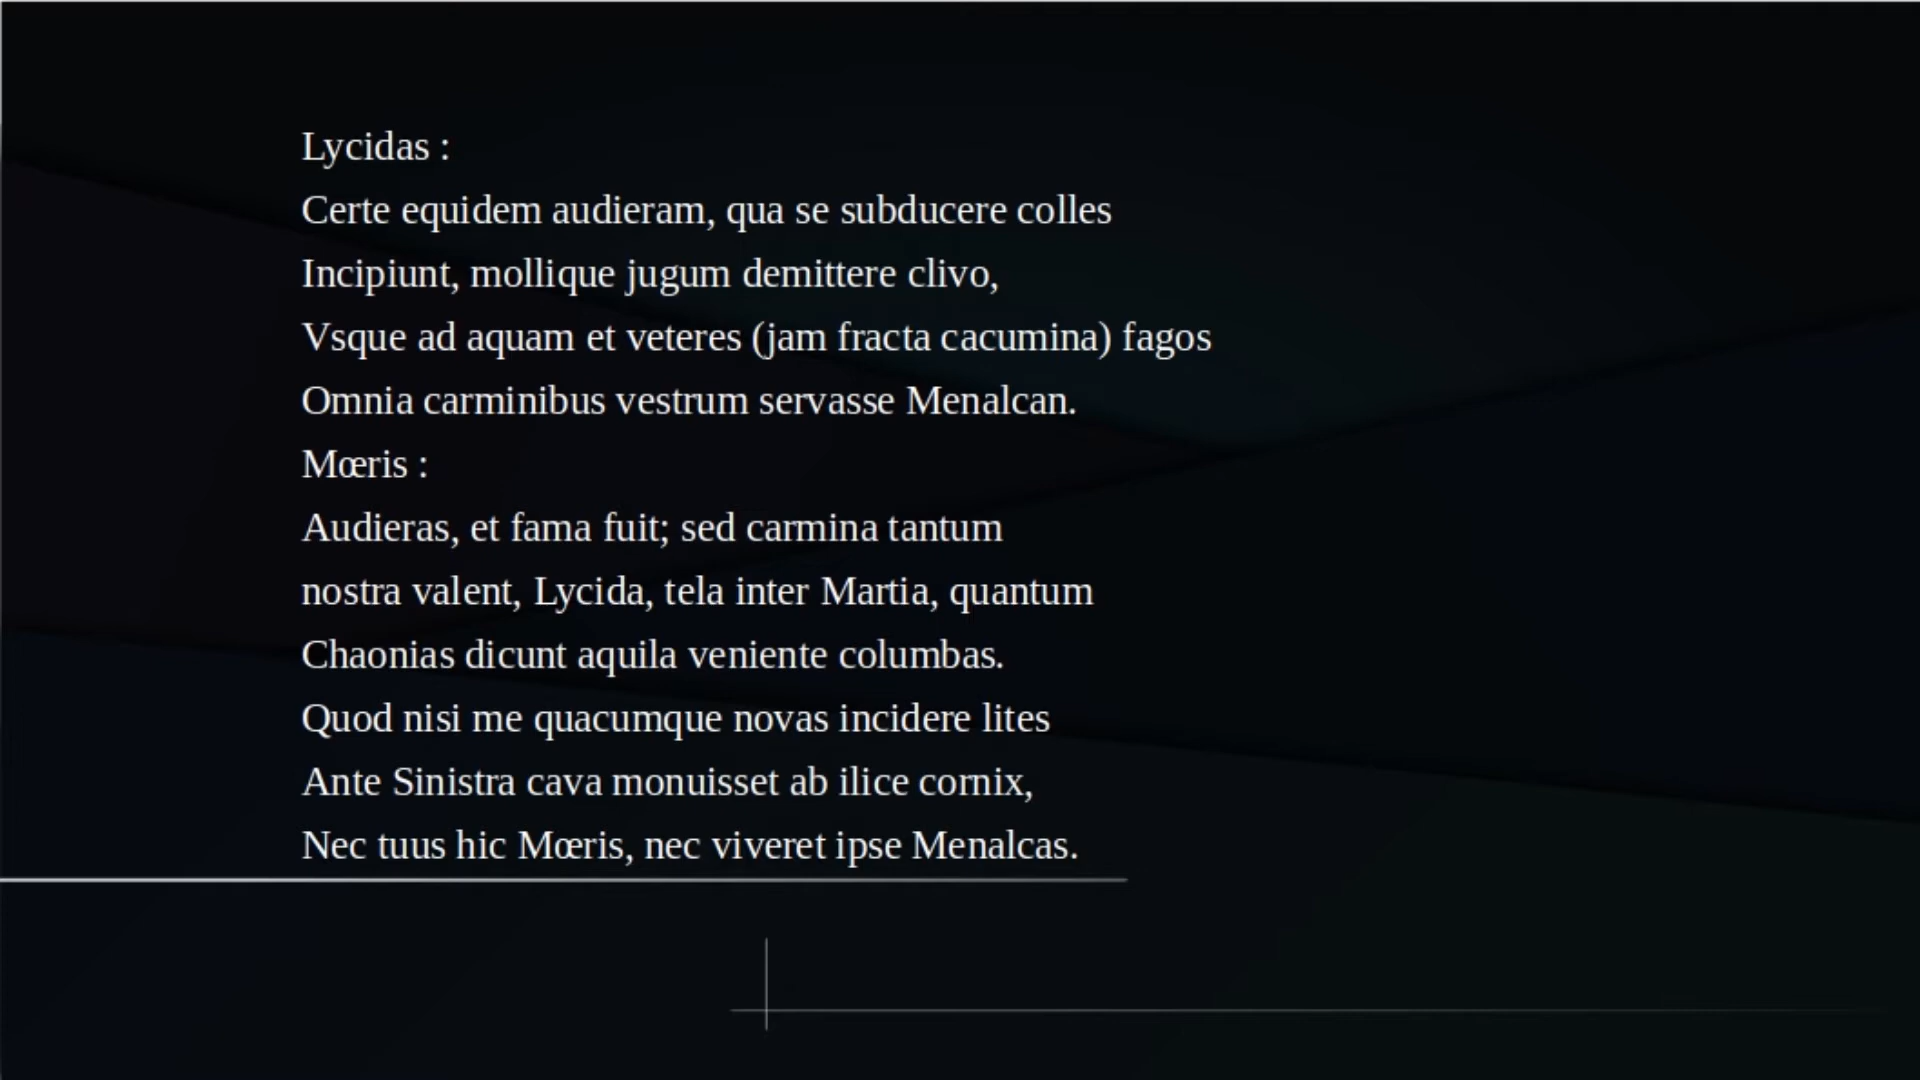 Lycidas :
Certe equidem audieram, qua se subducere colles
Incipiunt, mollique jugum demittere clivo,
Vsque ad aquam et veteres (jam fracta cacumina) fagos
Omnia carminibus vestrum servasse Menalcan.
Mœris :
Audieras, et fama fuit; sed carmina tantum
nostra valent, Lycida, tela inter Martia, quantum
Chaonias dicunt aquila veniente columbas.
Quod nisi me quacumque novas incidere lites
Ante Sinistra cava monuisset ab ilice cornix,
Nec tuus hic Mœris, nec viveret ipse Menalcas.